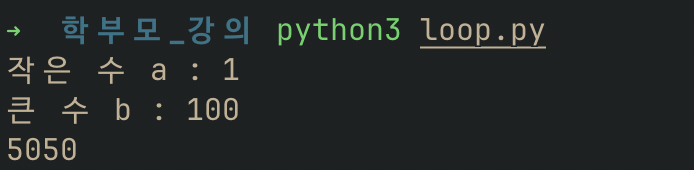 → 학부모_강의 python3 loop.py
작은 수 a : 1
큰 수 b : 100
5050